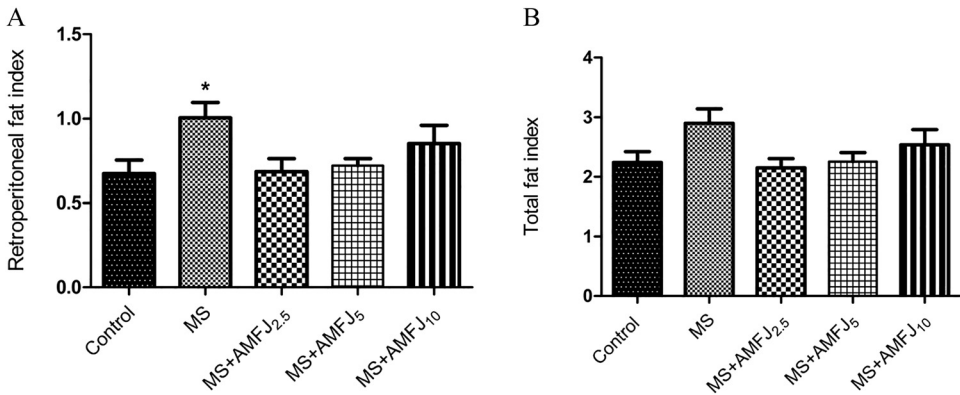 A
Retroperitoneal fat index
1.5
1.0
0.5
0.0
*
Control
MS
MS+AMFJ2.5
MS+AMFJ5
MS+AMFJ10
B
Total fat index
4
3
2
1
0
Control
MS
MS+AMFJ2.5
MS+AMFJ5
MS+AMFJ10